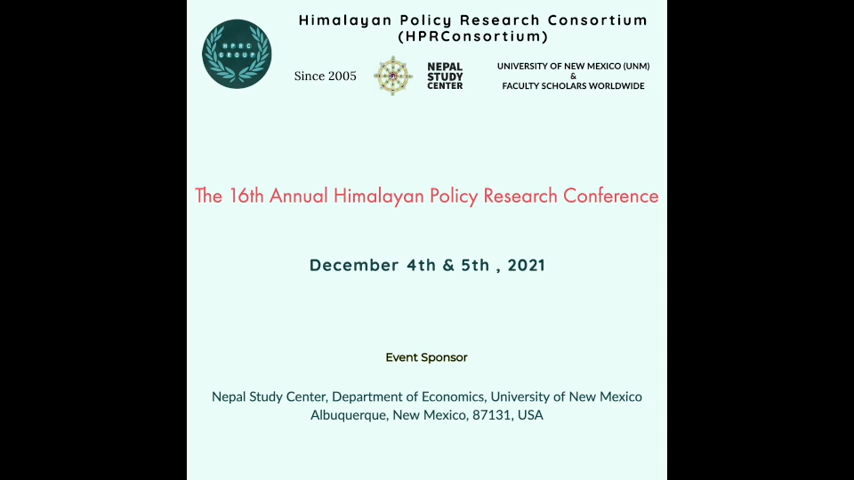 Himalayan Policy Research Consortium
(HPRConsortium)
HPRC
GROUP
Since 2005
NEPAL
STUDY
CENTER
UNIVERSITY OF NEW MEXICO (UNM)
&
FACULTY SCHOLARS WORLDWIDE
The 16th Annual Himalayan Policy Research Conference
December 4th & 5th , 2021
Event Sponsor
Nepal Study Center, Department of Economics, University of New Mexico
Albuquerque, New Mexico, 87131, USA